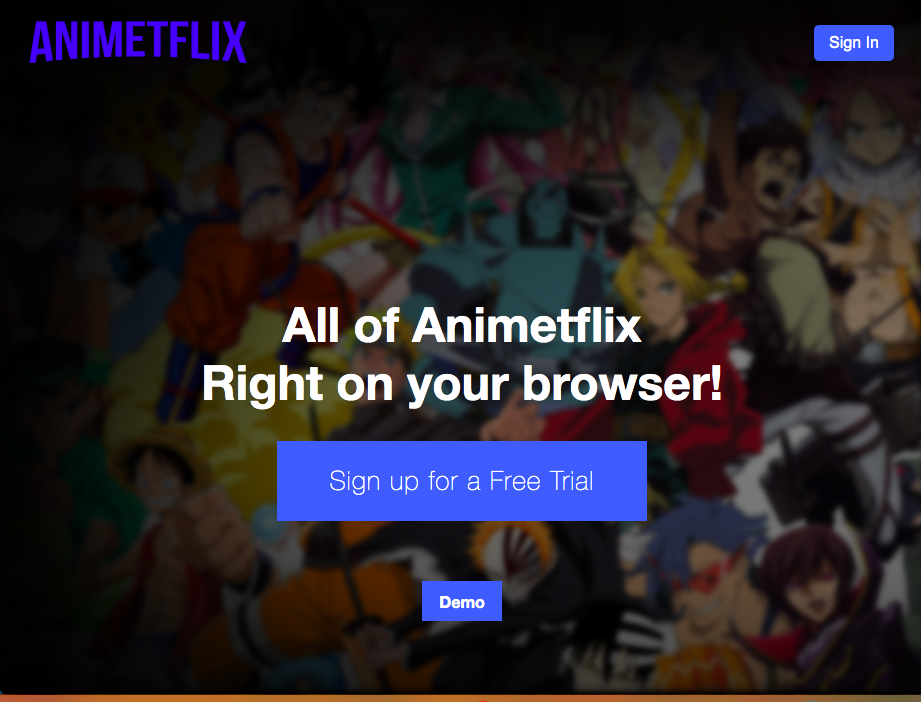 ANIMETFLIX
Sign In
All of Animetflix
Right on your browser!
Sign up for a Free Trial
Demo